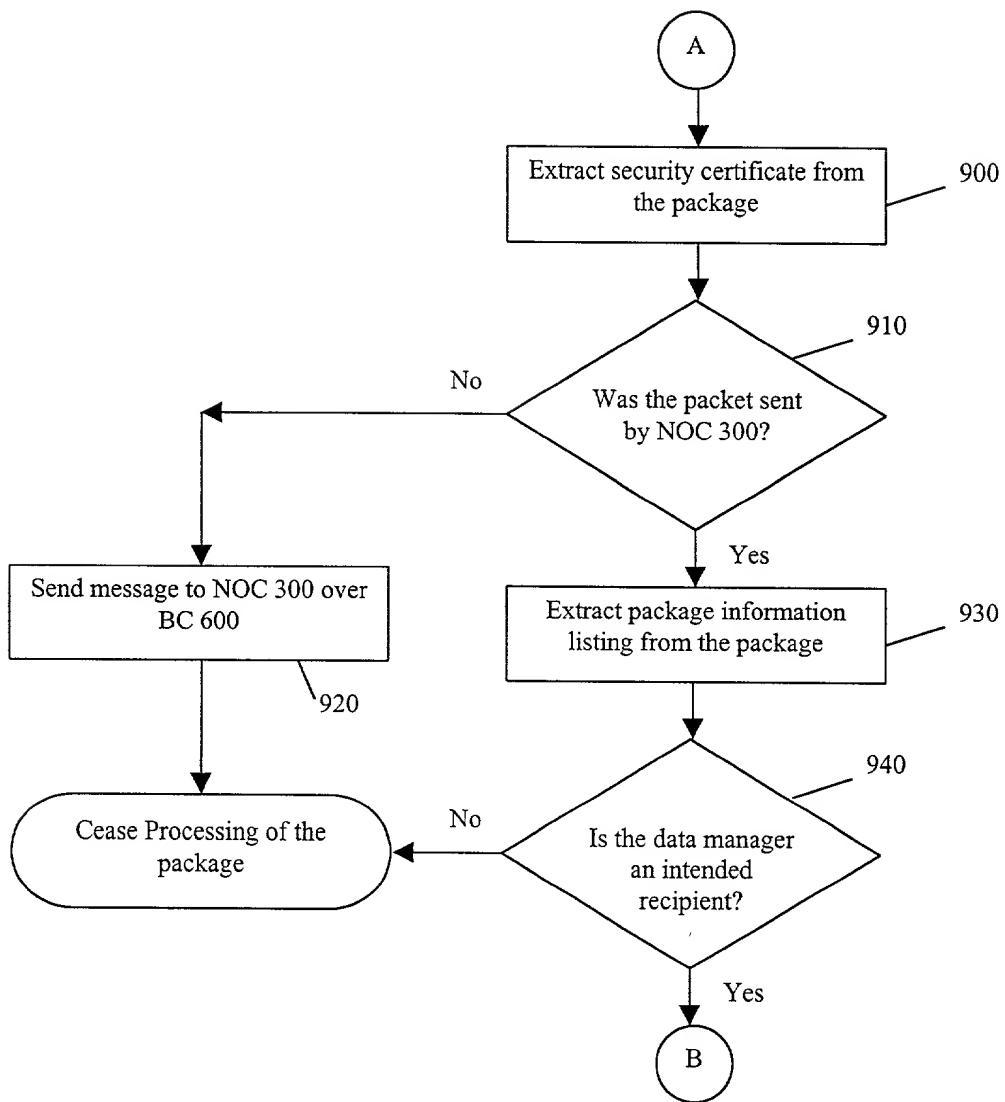 A
Extract security certificate from
the package
900
910
No
Was the packet sent
by NOC 300?
Yes
Send message to NOC 300 over
BC 600
920
Extract package information
listing from the package
930
940
No
Cease Processing of the
package
Is the data manager
an intended
recipient?
Yes
B